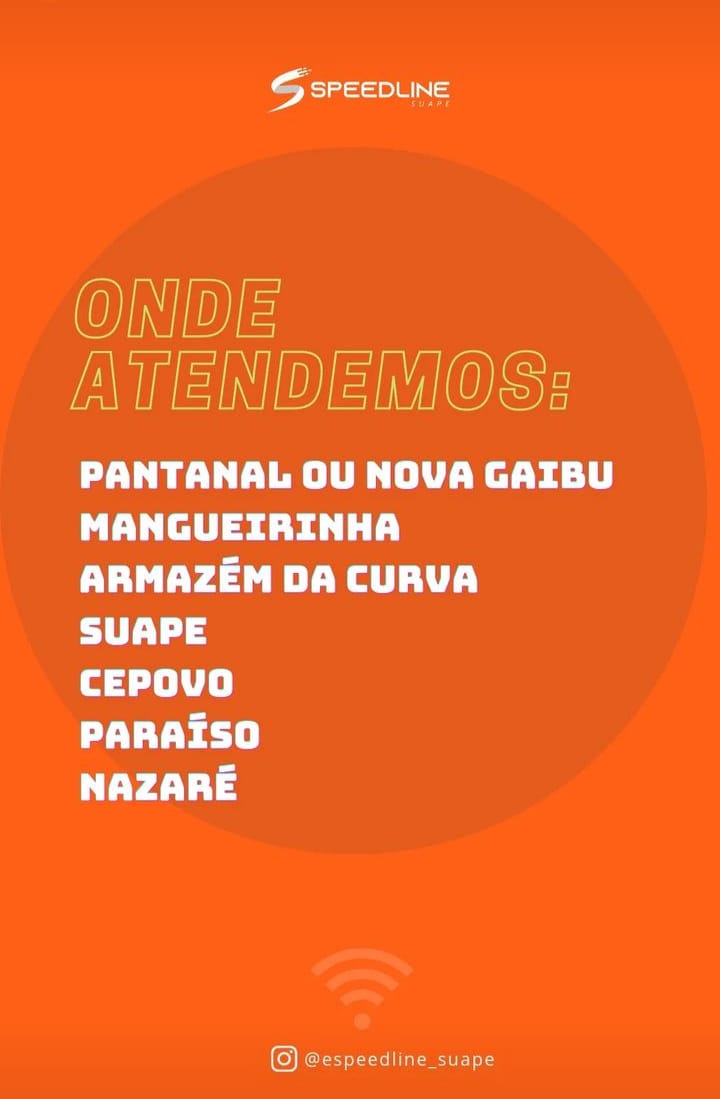 SPEEDLINE
SUAPE
ONDE
ATENDEMOS:
PANTANAL OU NOVA GAIBU
MANGUEIRINHA
ARMAZÉM DA CURVA
SUAPE
CEPOVO
PARAÍSO
NAZARÉ
@espeedline_suape